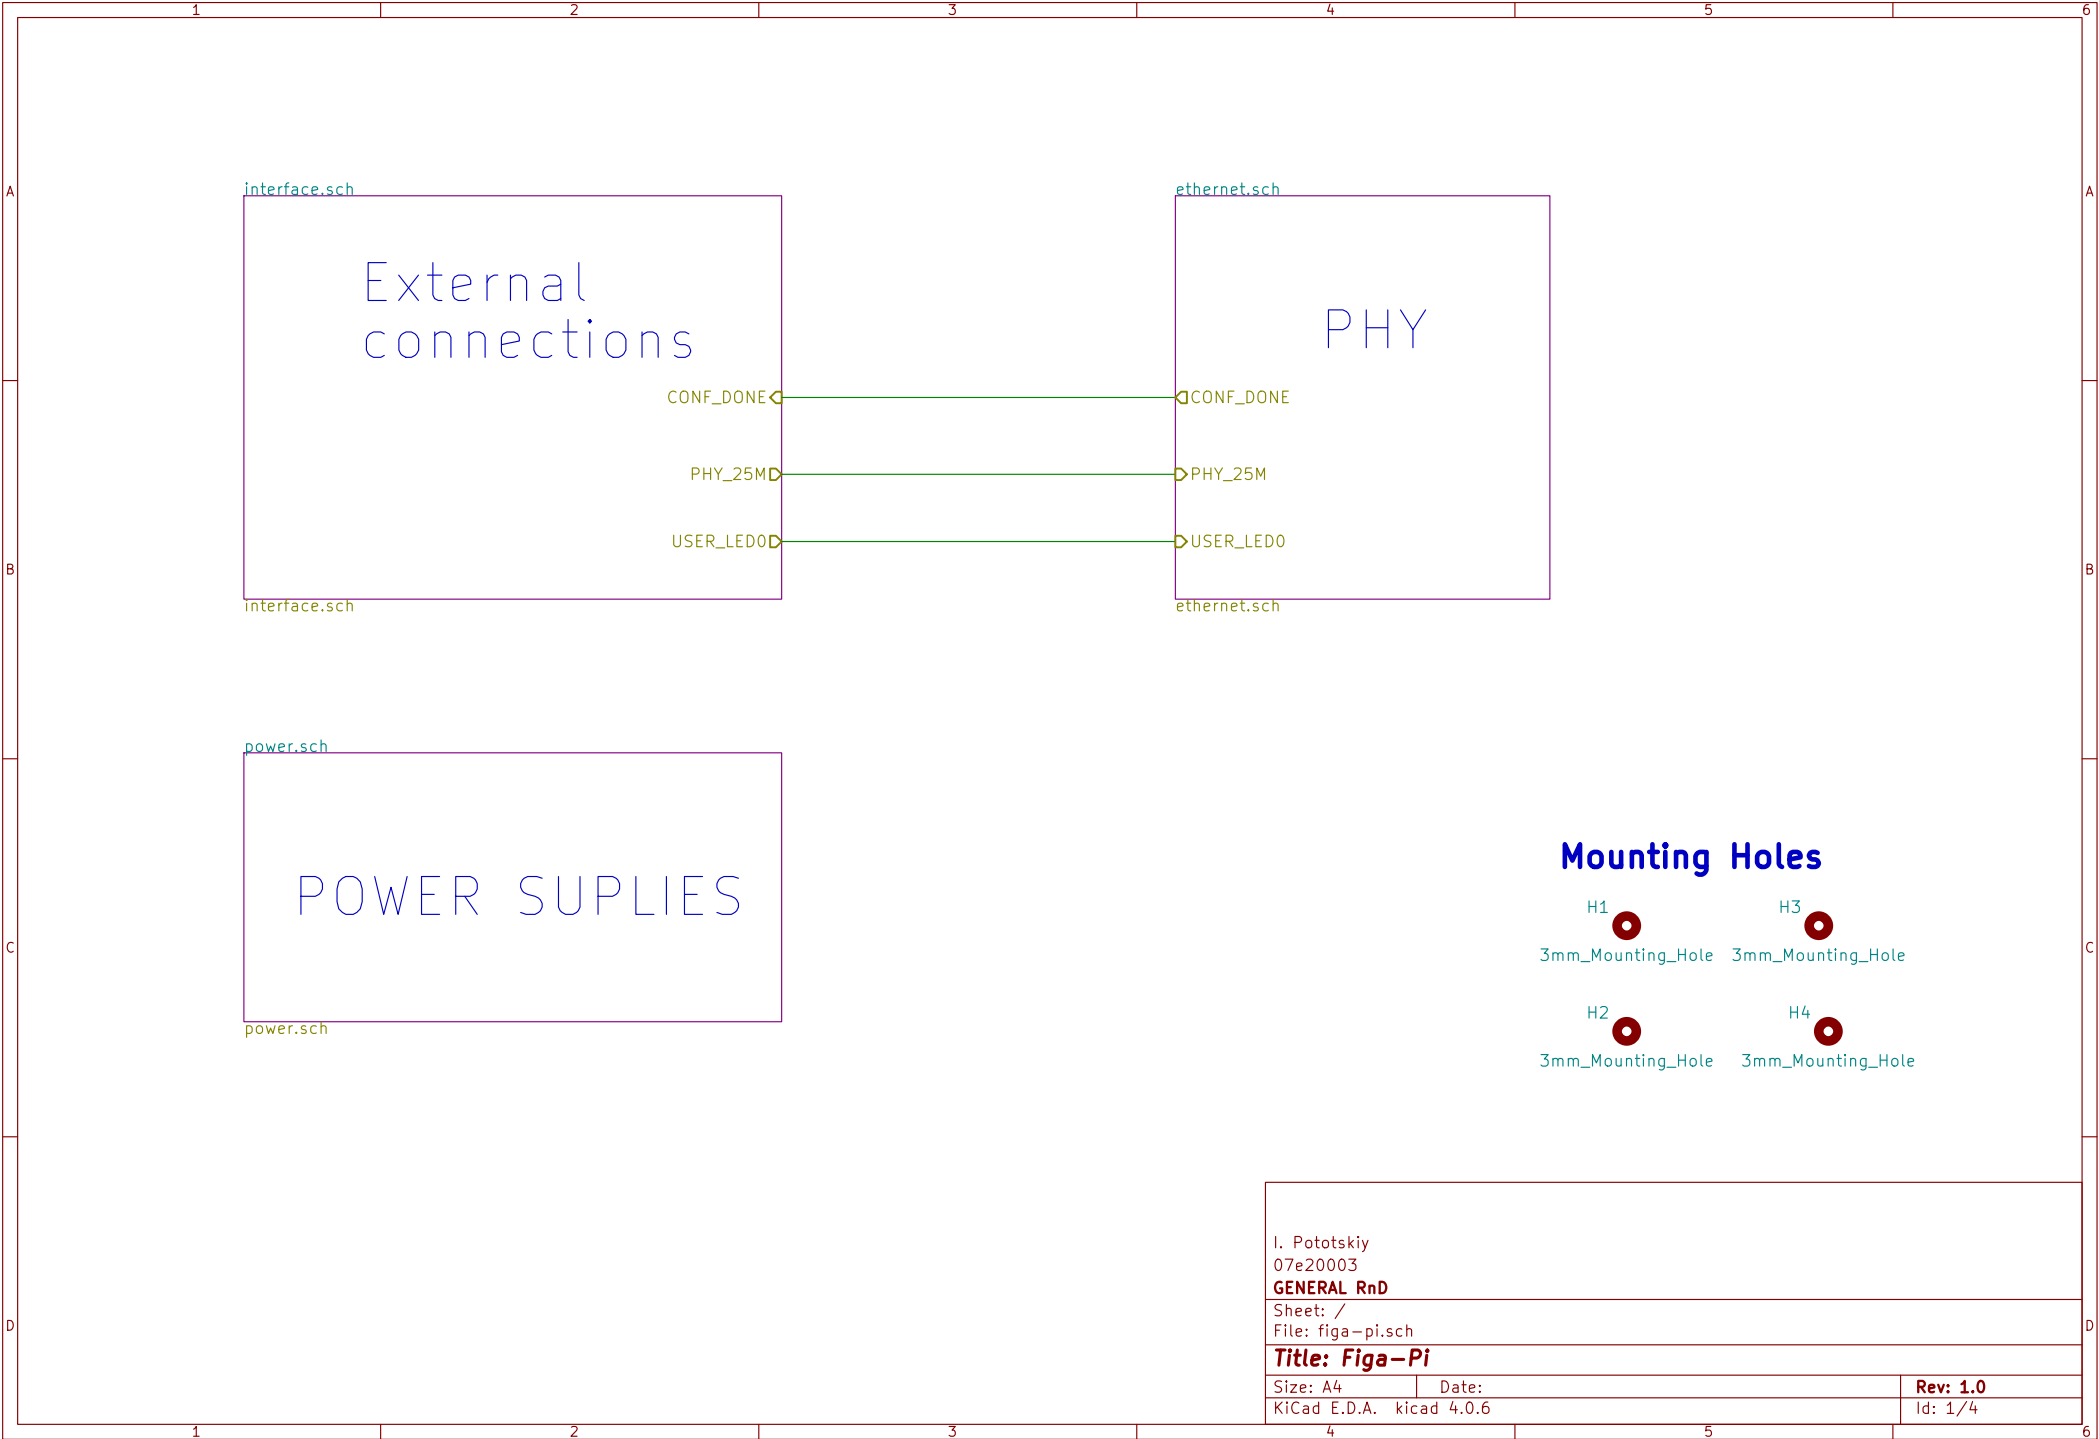 1 2 3 4 5 6
A A
interface.sch
ethernet.sch
External
connections
PHY
CONF_DONE
CONF_DONE
PHY_25M
PHY_25M
USER_LED0
USER_LED0
B B
interface.sch
ethernet.sch
power.sch
POWER SUPLIES
power.sch
Mounting Holes
H1
H3
3mm_Mounting_Hole
3mm_Mounting_Hole
C C
H2
H4
3mm_Mounting_Hole
3mm_Mounting_Hole
I. Pototskiy
07e20003
GENERAL RnD
Sheet: /
File: figa-pi.sch
D D
Title: Figa-Pi
Size: A4
Date:
Rev: 1.0
KiCad E.D.A. kicad 4.0.6
Id: 1/4
1 2 3 4 5 6